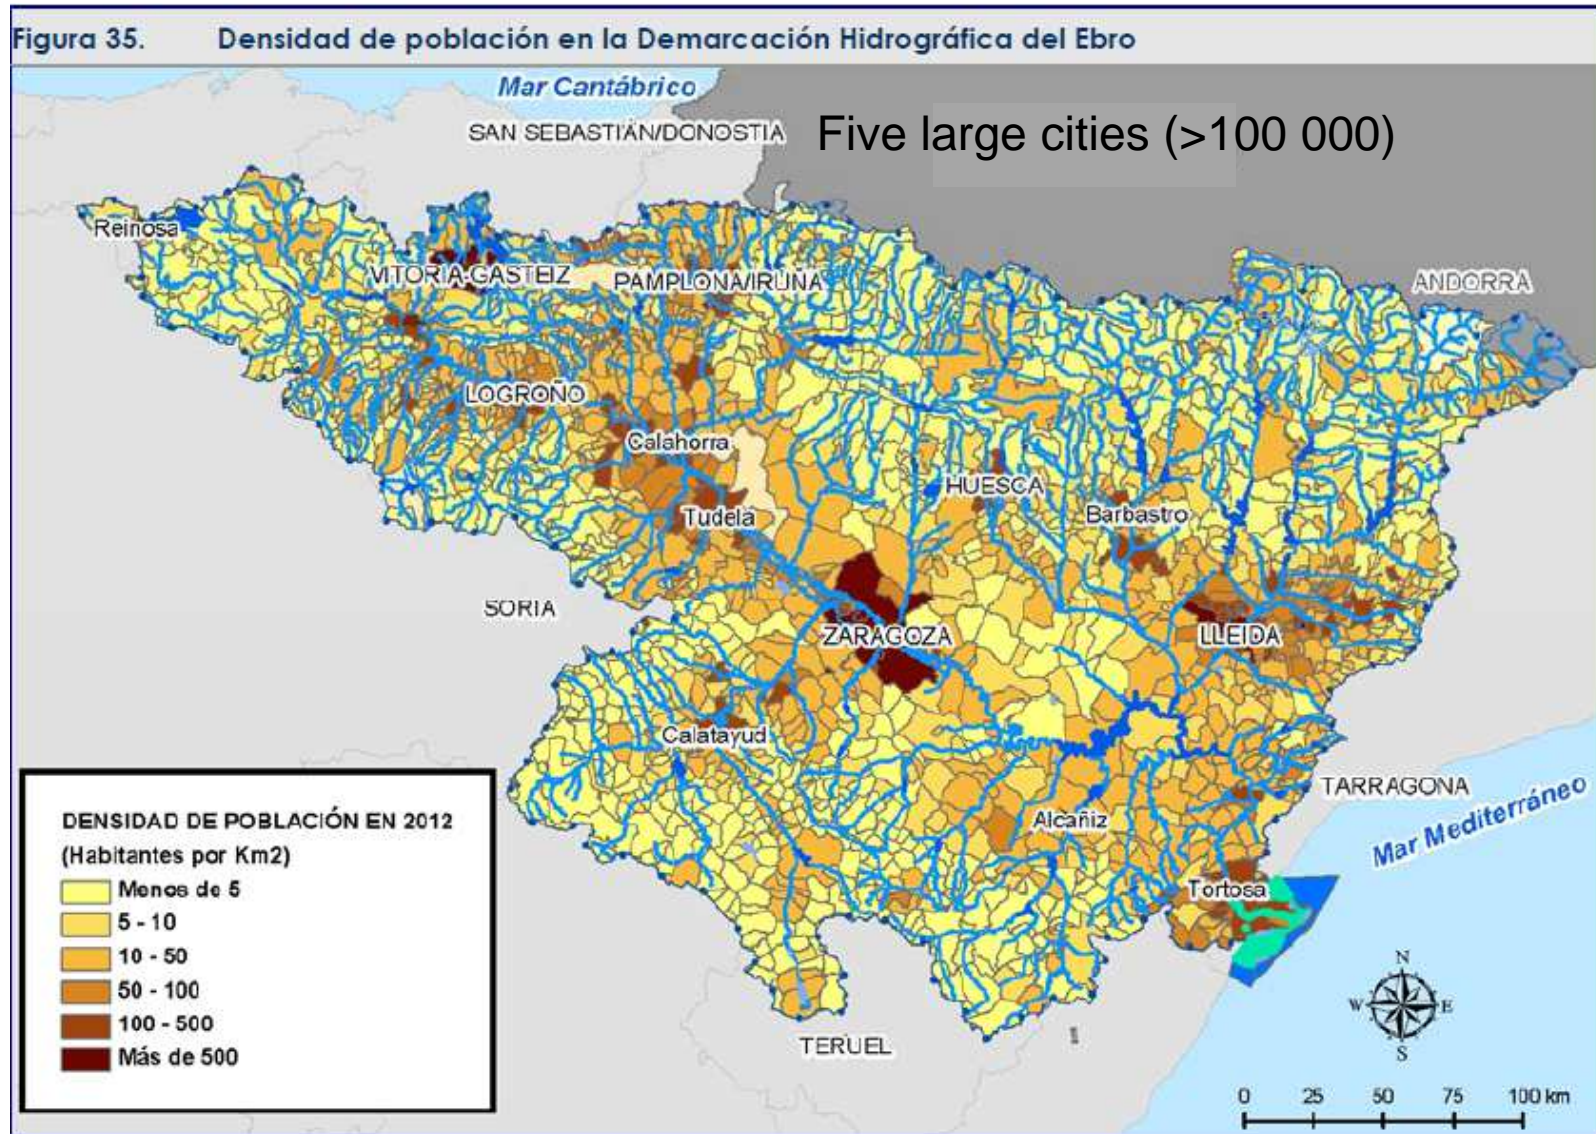 Figura 35. Densidad de población en la Demarcación Hidrográfica del Ebro
Mar Cantábrico
SAN SEBASTIÁN/DONOSTIA
Five large cities (>100 000)
Reinosa
VITORIA-GASTEIZ
PAMPLONA/IRUÑA
ANDORRA
LOGROÑO
Calahorra
HUESCA
Barbastro
Tudela
SORIA
ZARAGOZA
LLEIDA
Calatayud
TARRAGONA
Mar Mediterráneo
Alcañiz
Tortosa
TERUEL
DENSIDAD DE POBLACIÓN EN 2012
(Habitantes por Km2)
Menos de 5
5 - 10
10 - 50
50 - 100
100 - 500
Más de 500
N
W E
S
0 25 50 75 100 km